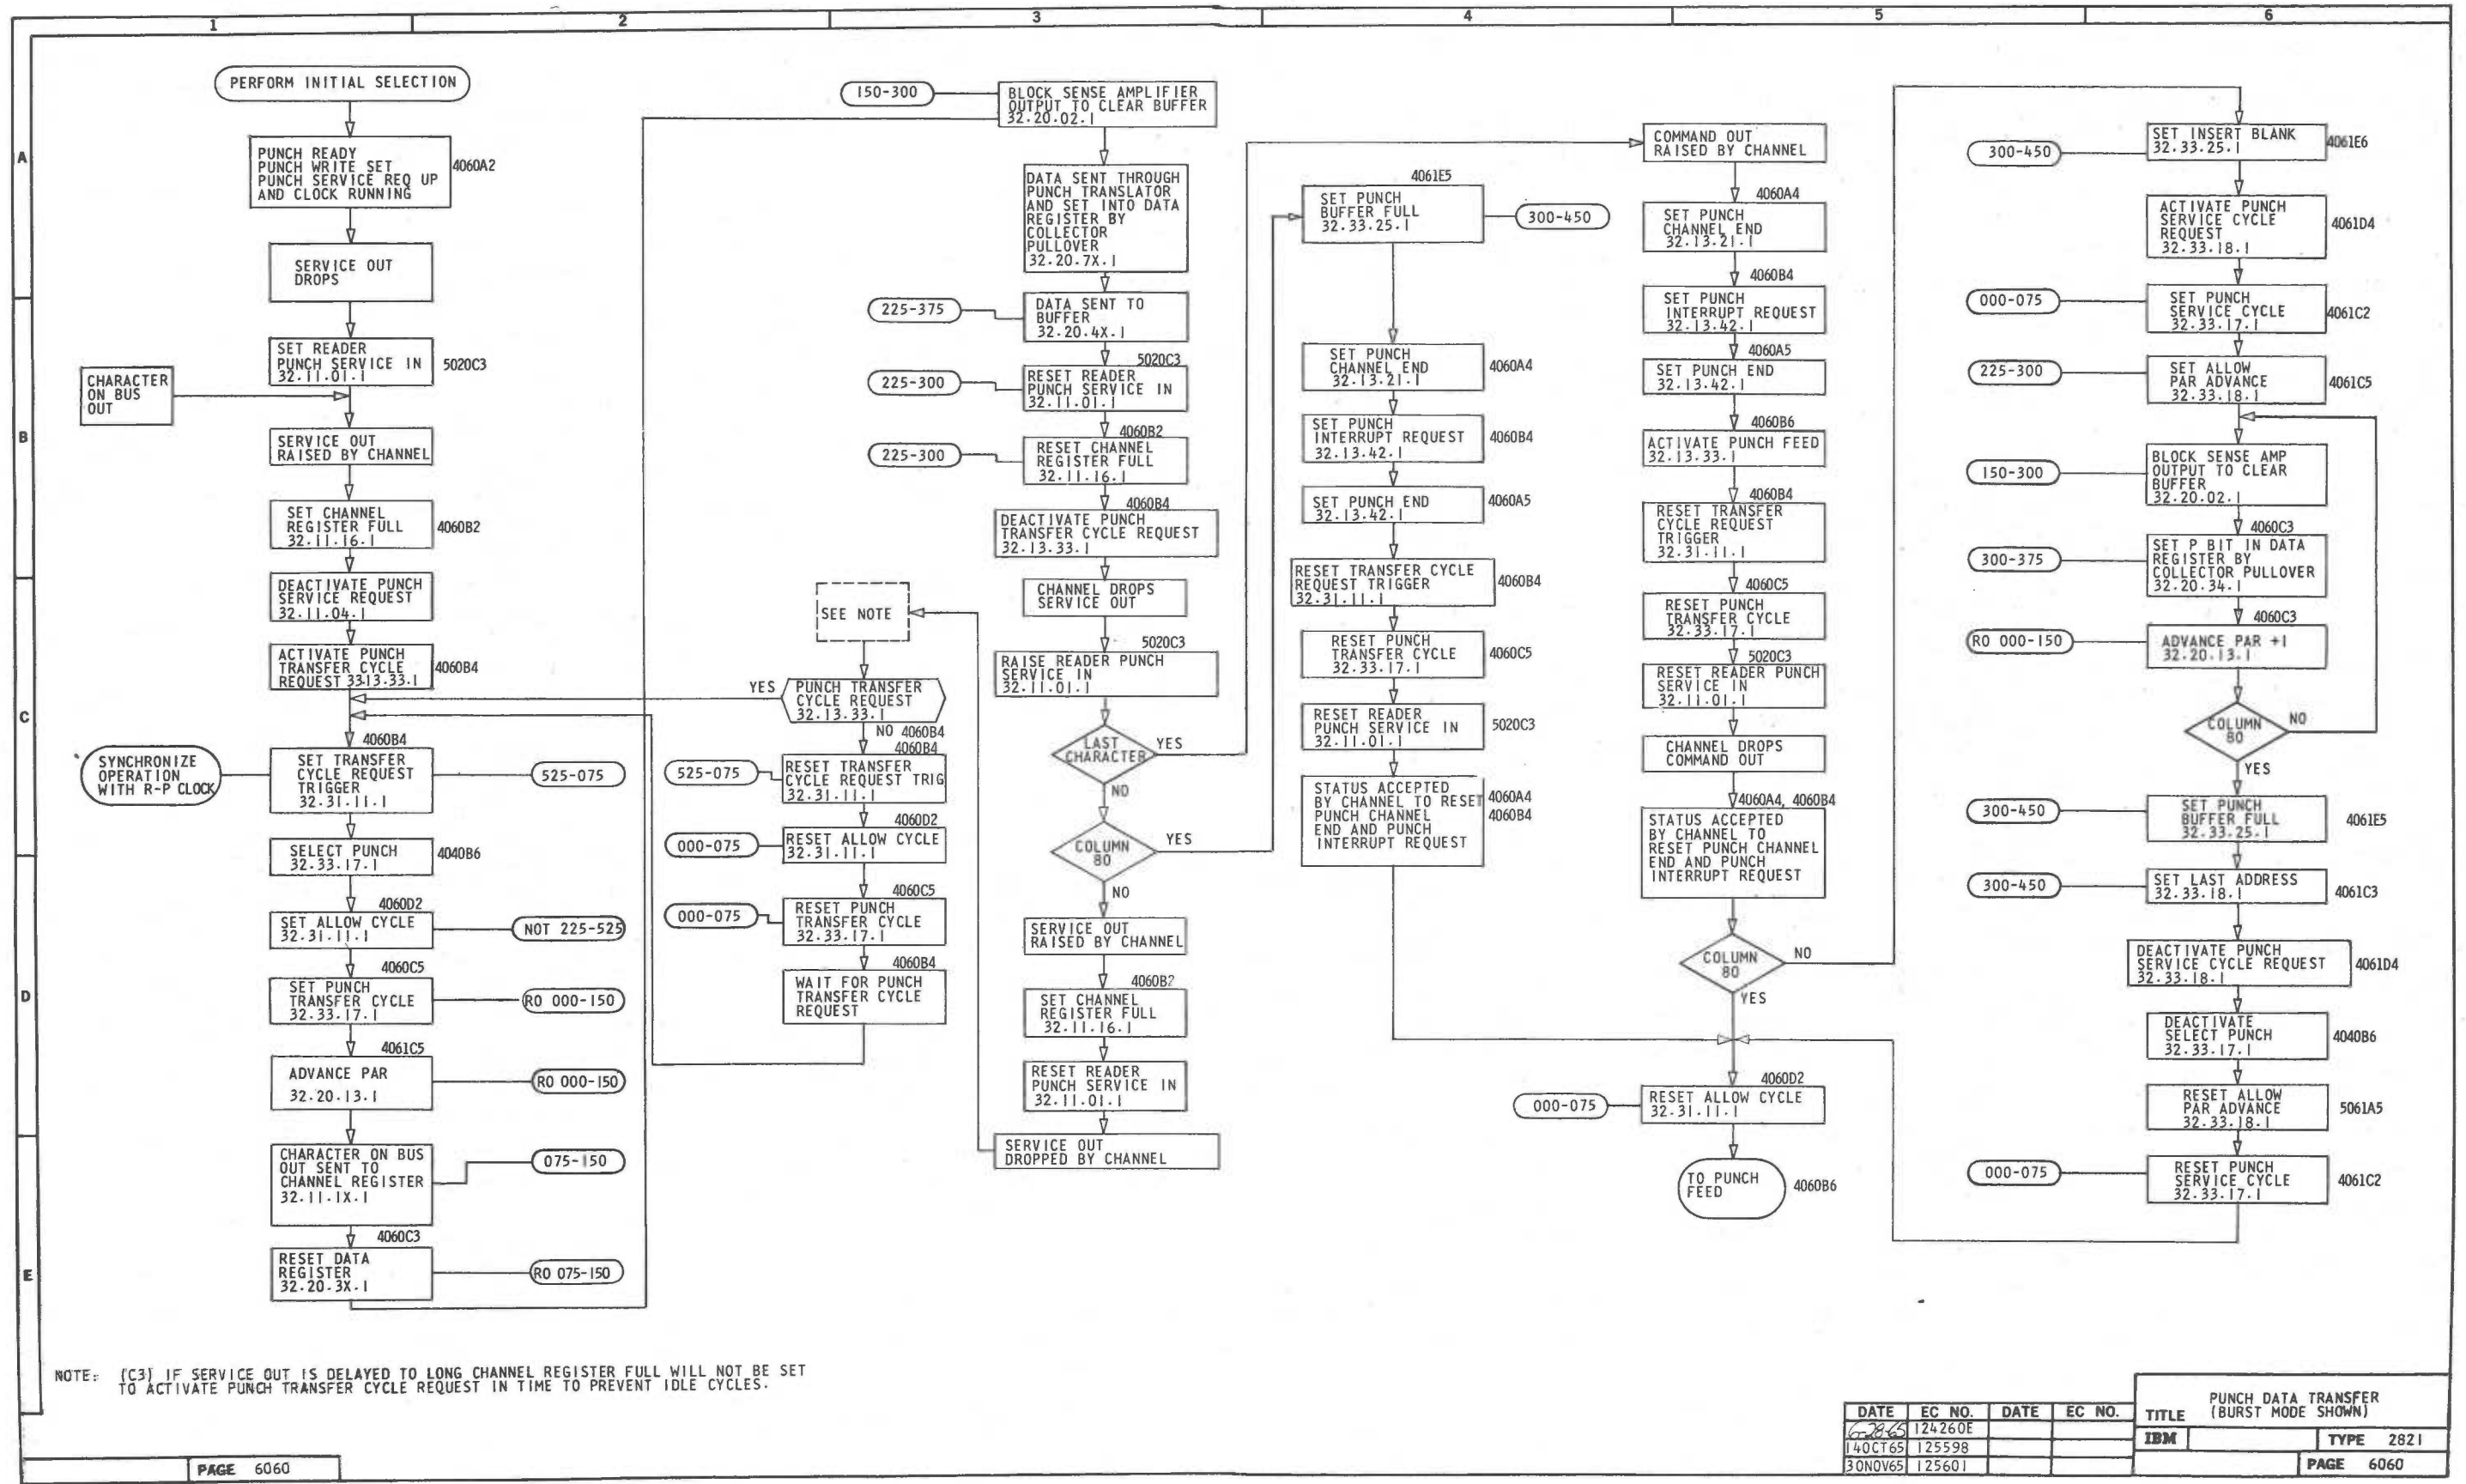 1
2
3
4
5
6
A
B
C
D
E
PERFORM INITIAL SELECTION
PUNCH READY
PUNCH WRITE SET
PUNCH SERVICE REQ UP
AND CLOCK RUNNING
4060A2
SERVICE OUT
DROPS
SET READER
PUNCH SERVICE IN
32.11.01.1
5020C3
CHARACTER
ON BUS
OUT
SERVICE OUT
RAISED BY CHANNEL
SET CHANNEL
REGISTER FULL
32.11.16.1
4060B2
DEACTIVATE PUNCH
SERVICE REQUEST
32.11.04.1
ACTIVATE PUNCH
TRANSFER CYCLE
REQUEST 33.13.33.1
4060B4
4060B4
SYNCHRONIZE
OPERATION
WITH R-P CLOCK
SET TRANSFER
CYCLE REQUEST
TRIGGER
32.31.11.1
525-075
SELECT PUNCH
32.33.17.1
4040B6
4060D2
SET ALLOW CYCLE
32.31.11.1
NOT 225-525
4060C5
SET PUNCH
TRANSFER CYCLE
32.33.17.1
RO 000-150
4061C5
ADVANCE PAR
32.20.13.1
RO 000-150
CHARACTER ON BUS
OUT SENT TO
CHANNEL REGISTER
32.11.1X.1
075-150
4060C3
RESET DATA
REGISTER
32.20.3X.1
RO 075-150
SEE NOTE
YES
PUNCH TRANSFER
CYCLE REQUEST
32.13.33.1
NO 4060B4
4060B4
525-075
RESET TRANSFER
CYCLE REQUEST TRIG
32.31.11.1
4060D2
000-075
RESET ALLOW CYCLE
32.31.11.1
4060C5
000-075
RESET PUNCH
TRANSFER CYCLE
32.33.17.1
4060B4
WAIT FOR PUNCH
TRANSFER CYCLE
REQUEST
150-300
BLOCK SENSE AMPLIFIER
OUTPUT TO CLEAR BUFFER
32.20.02.1
DATA SENT THROUGH
PUNCH TRANSLATOR
AND SET INTO DATA
REGISTER BY
COLLECTOR
PULLOVER
32.20.7X.1
225-375
DATA SENT TO
BUFFER
32.20.4X.1
5020C3
225-300
RESET READER
PUNCH SERVICE IN
32.11.01.1
4060B2
225-300
RESET CHANNEL
REGISTER FULL
32.11.16.1
4060B4
DEACTIVATE PUNCH
TRANSFER CYCLE REQUEST
32.13.33.1
CHANNEL DROPS
SERVICE OUT
5020C3
RAISE READER PUNCH
SERVICE IN
32.11.01.1
LAST
CHARACTER
YES
NO
COLUMN
80
YES
NO
SERVICE OUT
RAISED BY CHANNEL
4060B2
SET CHANNEL
REGISTER FULL
32.11.16.1
RESET READER
PUNCH SERVICE IN
32.11.01.1
SERVICE OUT
DROPPED BY CHANNEL
4061E5
SET PUNCH
BUFFER FULL
32.33.25.1
300-450
SET PUNCH
CHANNEL END
32.13.21.1
4060A4
SET PUNCH
INTERRUPT REQUEST
32.13.42.1
4060B4
SET PUNCH END
32.13.42.1
4060A5
RESET TRANSFER CYCLE
REQUEST TRIGGER
32.31.11.1
4060B4
RESET PUNCH
TRANSFER CYCLE
32.33.17.1
4060C5
RESET READER
PUNCH SERVICE IN
32.11.01.1
5020C3
STATUS ACCEPTED
BY CHANNEL TO RESET
PUNCH CHANNEL
END AND PUNCH
INTERRUPT REQUEST
4060A4
4060B4
COMMAND OUT
RAISED BY CHANNEL
4060A4
SET PUNCH
CHANNEL END
32.13.21.1
4060B4
SET PUNCH
INTERRUPT REQUEST
32.13.42.1
4060A5
SET PUNCH END
32.13.42.1
4060B6
ACTIVATE PUNCH FEED
32.13.33.1
4060B4
RESET TRANSFER
CYCLE REQUEST
TRIGGER
32.31.11.1
4060C5
RESET PUNCH
TRANSFER CYCLE
32.33.17.1
5020C3
RESET READER PUNCH
SERVICE IN
32.11.01.1
CHANNEL DROPS
COMMAND OUT
4060A4, 4060B4
STATUS ACCEPTED
BY CHANNEL TO
RESET PUNCH CHANNEL
END AND PUNCH
INTERRUPT REQUEST
COLUMN
80
NO
YES
4060D2
000-075
RESET ALLOW CYCLE
32.31.11.1
TO PUNCH
FEED
4060B6
300-450
SET INSERT BLANK
32.33.25.1
4061E6
ACTIVATE PUNCH
SERVICE CYCLE
REQUEST
32.33.18.1
4061D4
000-075
SET PUNCH
SERVICE CYCLE
32.33.17.1
4061C2
225-300
SET ALLOW
PAR ADVANCE
32.33.18.1
4061C5
150-300
BLOCK SENSE AMP
OUTPUT TO CLEAR
BUFFER
32.20.02.1
4060C3
300-375
SET P BIT IN DATA
REGISTER BY
COLLECTOR PULLOVER
32.20.34.1
4060C3
RO 000-150
ADVANCE PAR +1
32.20.13.1
COLUMN
80
NO
YES
300-450
SET PUNCH
BUFFER FULL
32.33.25.1
4061E5
300-450
SET LAST ADDRESS
32.33.18.1
4061C3
DEACTIVATE PUNCH
SERVICE CYCLE REQUEST
32.33.18.1
4061D4
DEACTIVATE
SELECT PUNCH
32.33.17.1
4040B6
RESET ALLOW
PAR ADVANCE
32.33.18.1
5061A5
000-075
RESET PUNCH
SERVICE CYCLE
32.33.17.1
4061C2
NOTE: (C3) IF SERVICE OUT IS DELAYED TO LONG CHANNEL REGISTER FULL WILL NOT BE SET
TO ACTIVATE PUNCH TRANSFER CYCLE REQUEST IN TIME TO PREVENT IDLE CYCLES.
DATE EC NO. DATE EC NO.
6-28-65 124260E
14OCT65 125598
30NOV65 125601
TITLE PUNCH DATA TRANSFER
(BURST MODE SHOWN)
IBM TYPE 2821
PAGE 6060
PAGE 6060